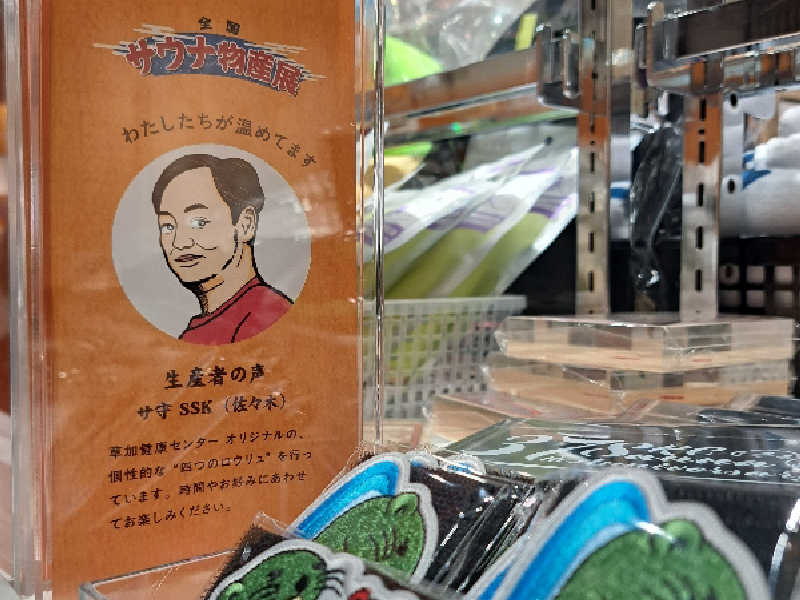 全国
サウナ物産展
わたしたちが温めてます
生産者の声
サ守 SSK（佐々木）
草加健康センター オリジナルの、
個性的な “四つのロウリュ” を行っ
ています。時間やお好みにあわせ
てお楽しみください。